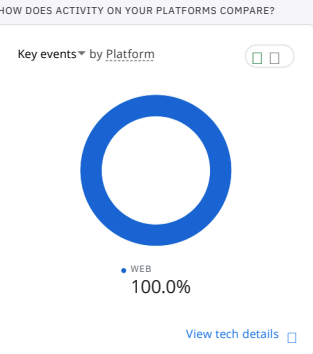 HOW DOES ACTIVITY ON YOUR PLATFORMS COMPARE?
Key events by Platform
WEB
100.0%
View tech details